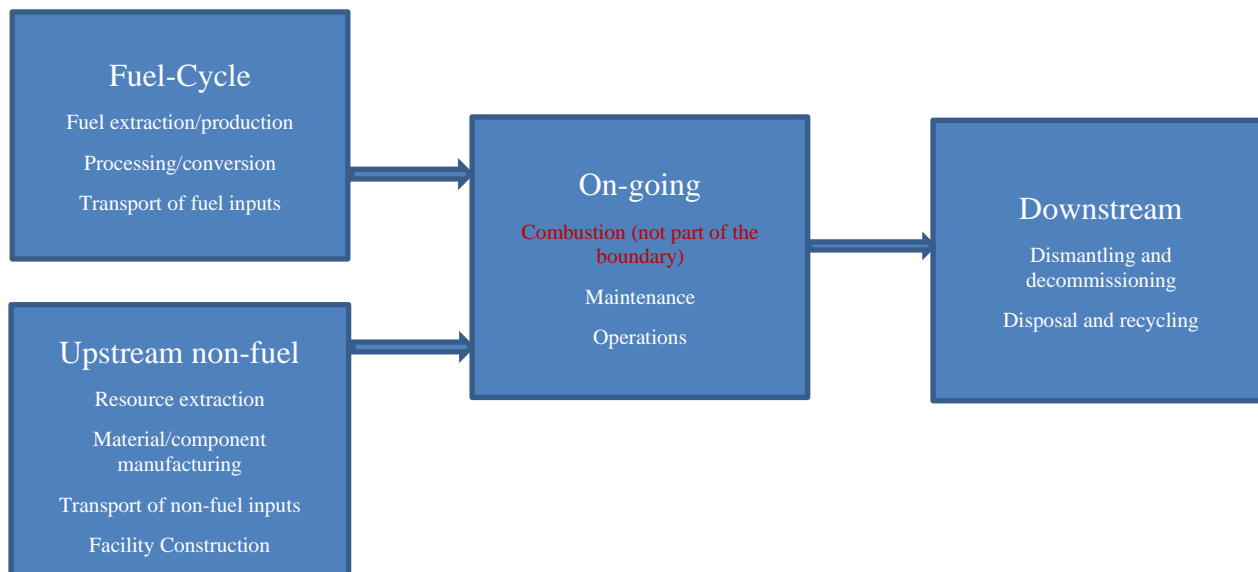 Fuel-Cycle
Fuel extraction/production
Processing/conversion
Transport of fuel inputs
Upstream non-fuel
Resource extraction
Material/component
manufacturing
Transport of non-fuel inputs
Facility Construction
On-going
Combustion (not part of the
boundary)
Maintenance
Operations
Downstream
Dismantling and
decommissioning
Disposal and recycling